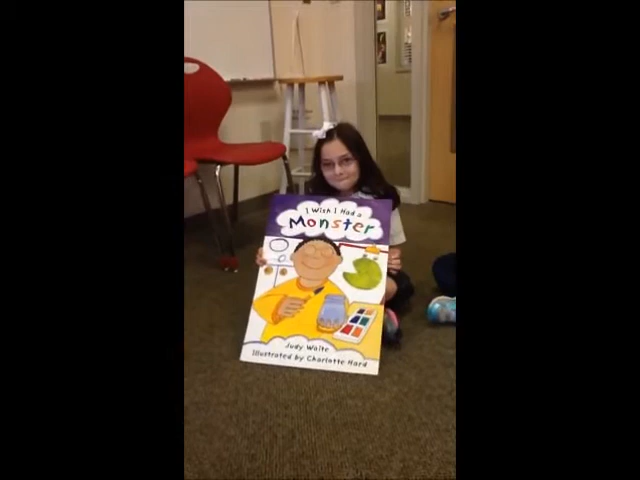 I Wish I Had a
Monster
Judy Waite
Illustrated by Charlotte Hard